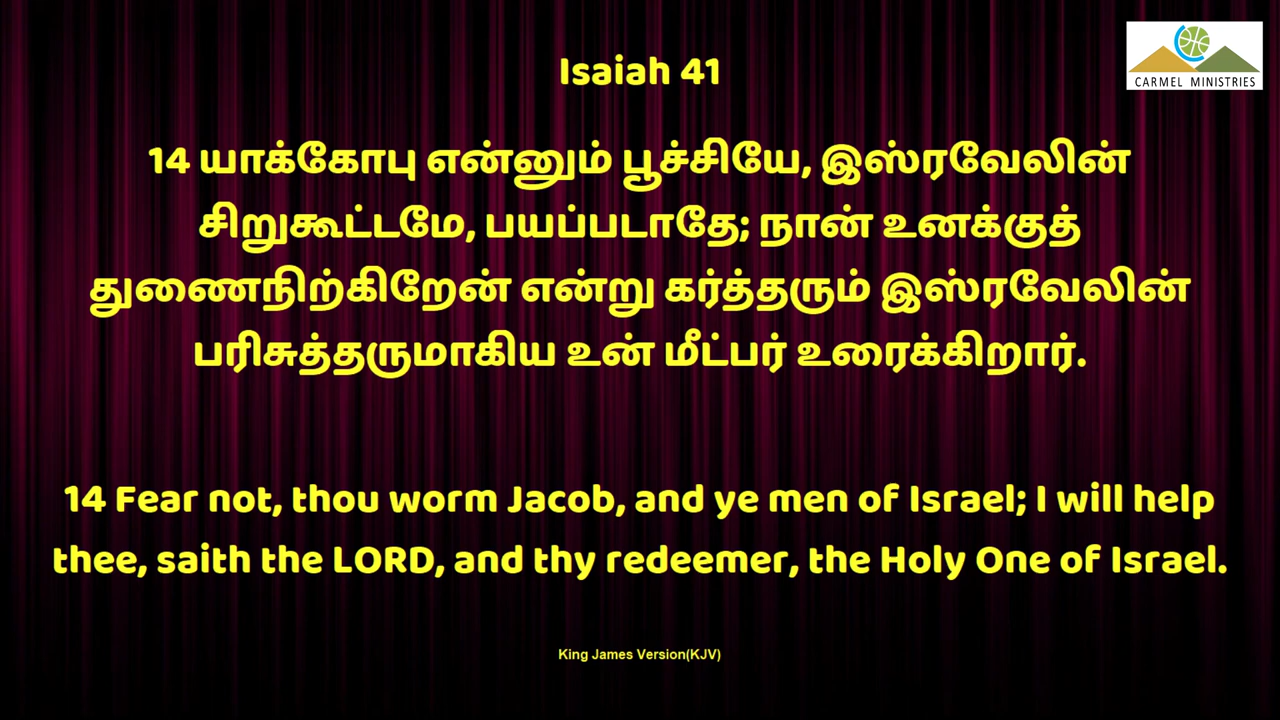 CARMEL MINISTRIES
Isaiah 41
14 யாக்கோபு என்னும் பூச்சியே, இஸ்ரவேலின்
சிறுகூட்டமே, பயப்படாதே; நான் உனக்குத்
துணைநிற்கிறேன் என்று கர்த்தரும் இஸ்ரவேலின்
பரிசுத்தருமாகிய உன் மீட்பர் உரைக்கிறார்.
14 Fear not, thou worm Jacob, and ye men of Israel; I will help
thee, saith the LORD, and thy redeemer, the Holy One of Israel.
King James Version(KJV)